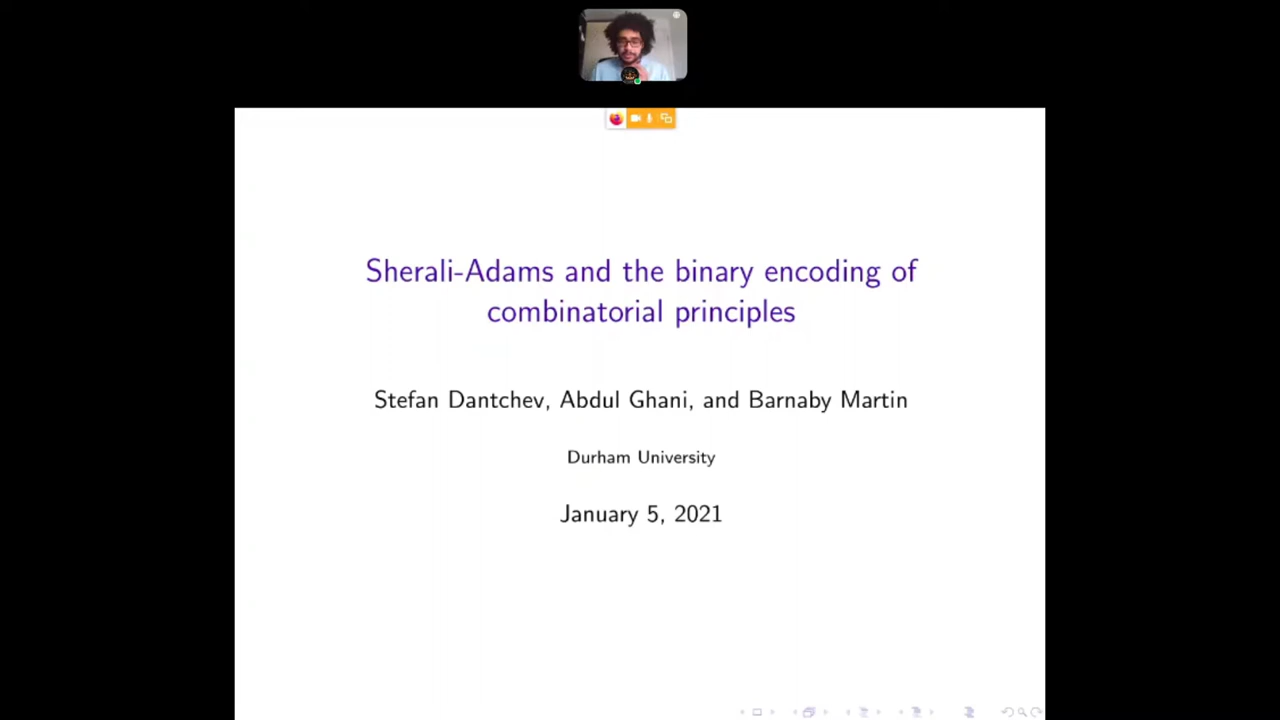 Sherali-Adams and the binary encoding of
combinatorial principles
Stefan Dantchev, Abdul Ghani, and Barnaby Martin
Durham University
January 5, 2021